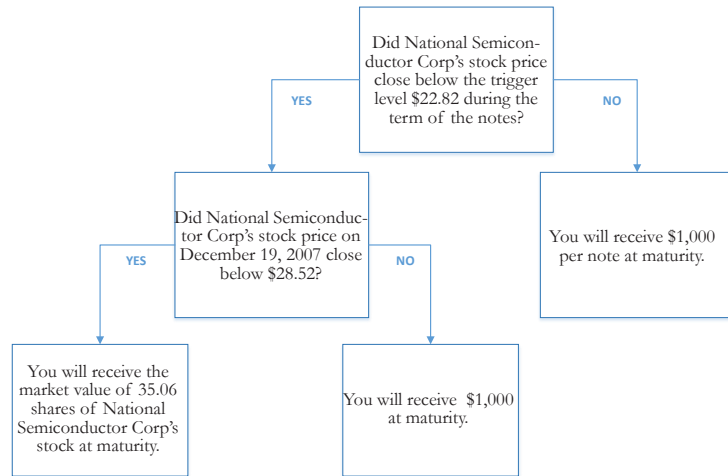 Did National Semicon-
ductor Corp's stock price
close below the trigger
level $22.82 during the
term of the notes?
YES
NO
Did National Semiconduc-
tor Corp's stock price on
December 19, 2007 close
below $28.52?
You will receive $1,000
per note at maturity.
YES
NO
You will receive the
market value of 35.06
shares of National
Semiconductor Corp's
stock at maturity.
You will receive $1,000
at maturity.